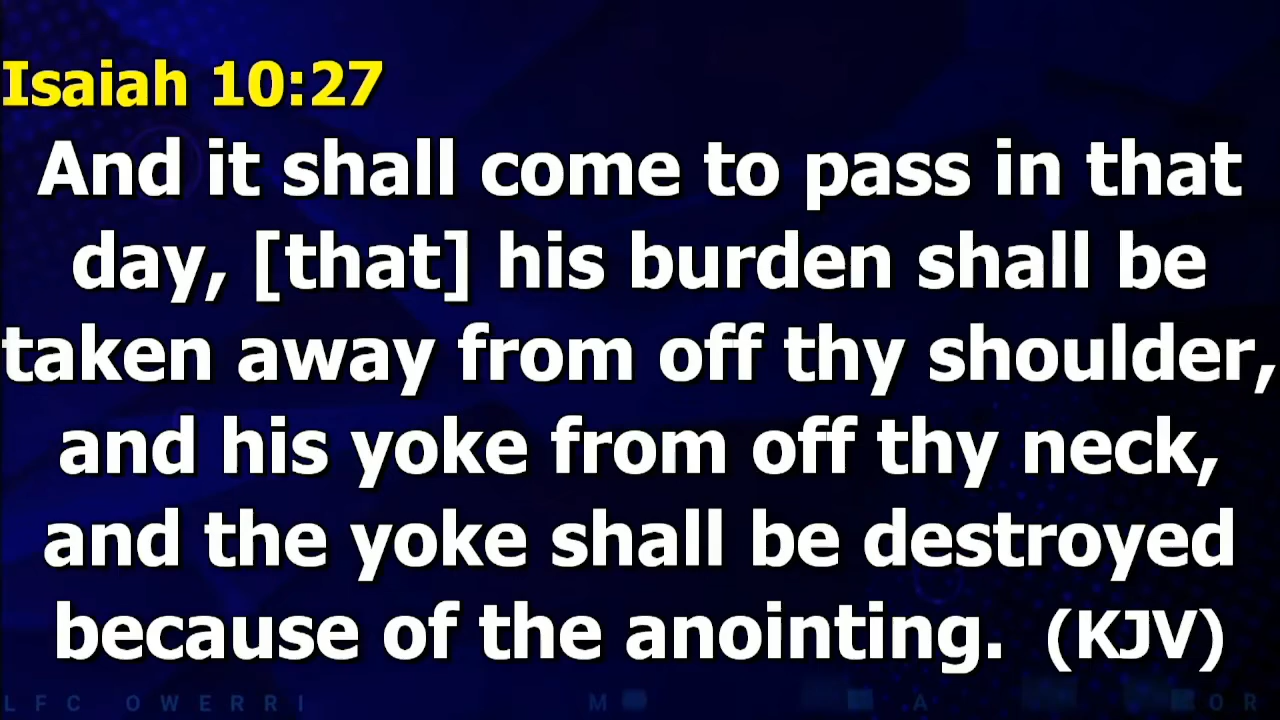 Isaiah 10:27
And it shall come to pass in that
day, [that] his burden shall be
taken away from off thy shoulder,
and his yoke from off thy neck,
and the yoke shall be destroyed
because of the anointing. (KJV)
LFC OWERRI